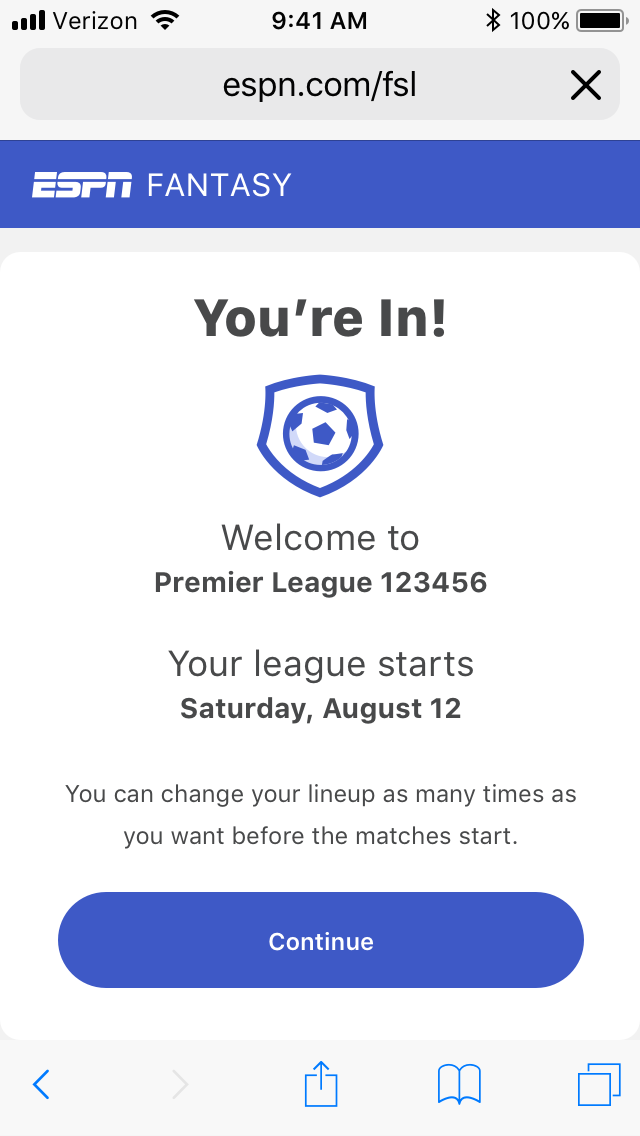 Verizon 9:41 AM 100%
espn.com/fsl
ESPN FANTASY
You’re In!
Welcome to
Premier League 123456
Your league starts
Saturday, August 12
You can change your lineup as many times as
you want before the matches start.
Continue